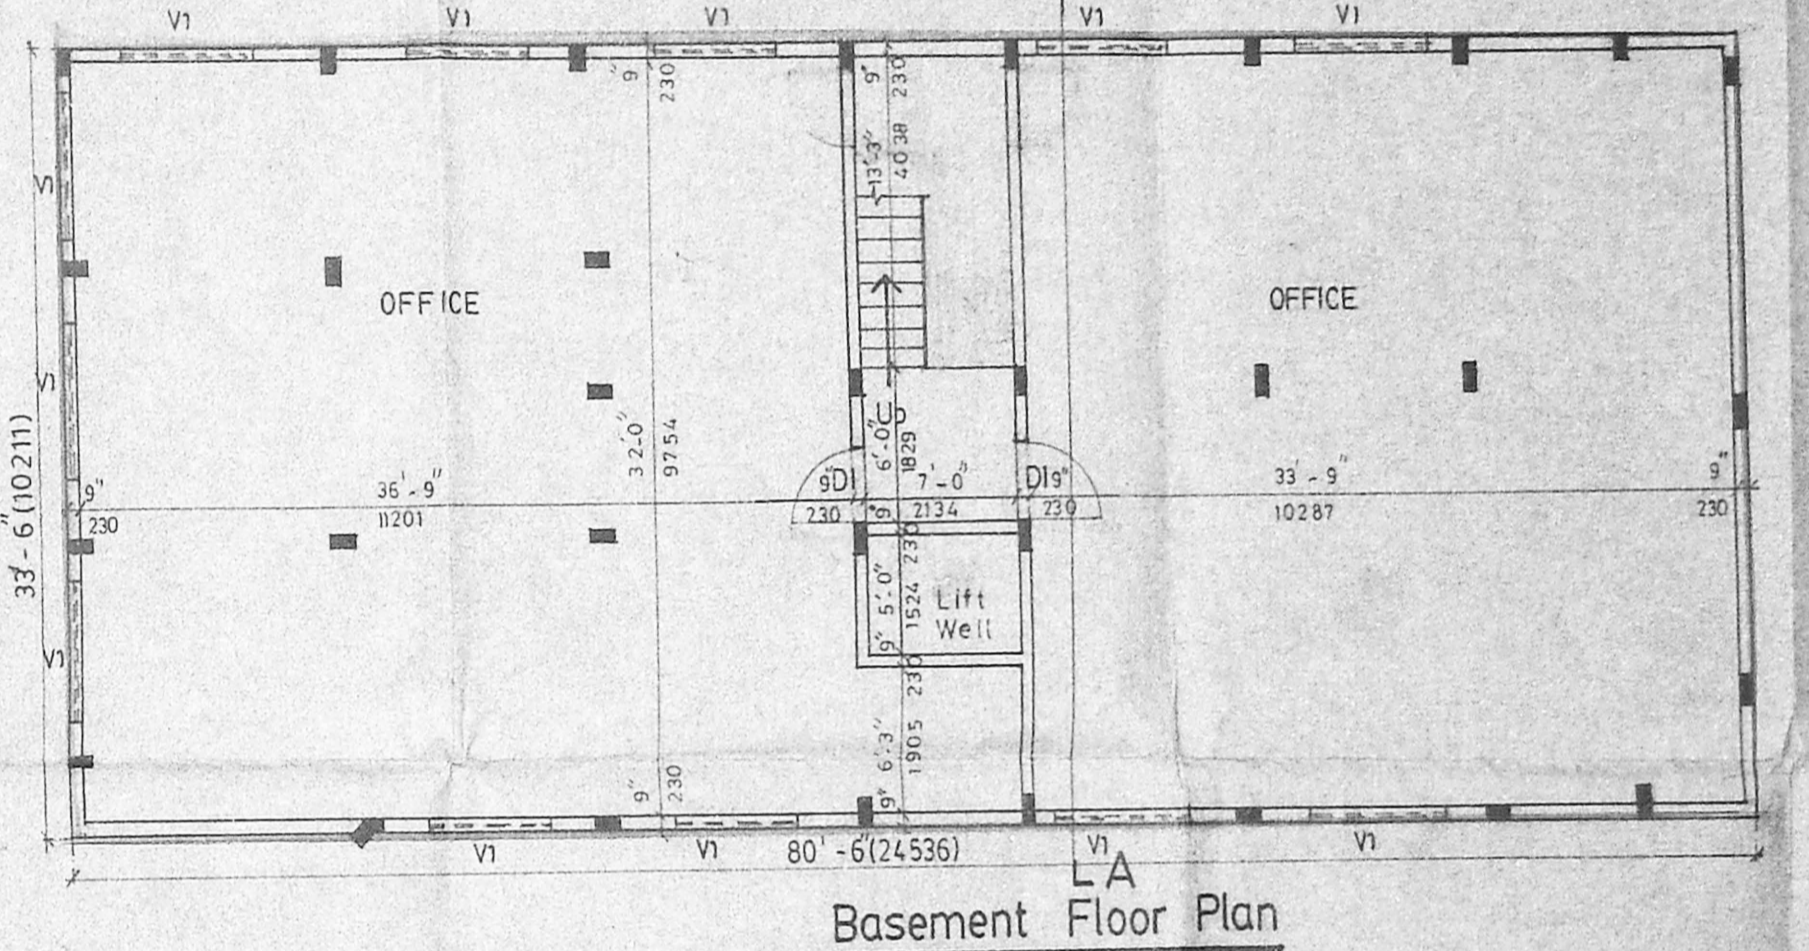 V1 V1 V1 V1 V1
9" 230
9" 230
13'-3" 4038
V1
OFFICE
OFFICE
V1
33'-6" (10211)
32'-0" 9754
Up
6'-0" 1829
9" 230
36'-9"
11201
9" D1
230
7'-0"
2134
D1 9"
230
33'-9"
10287
9"
230
9" 230
5'-0" 1524
Lift
Well
V1
9" 230
6'-3" 1905
9" 230
9"
V1 V1 80'-6" (24536) V1 V1
LA
Basement Floor Plan